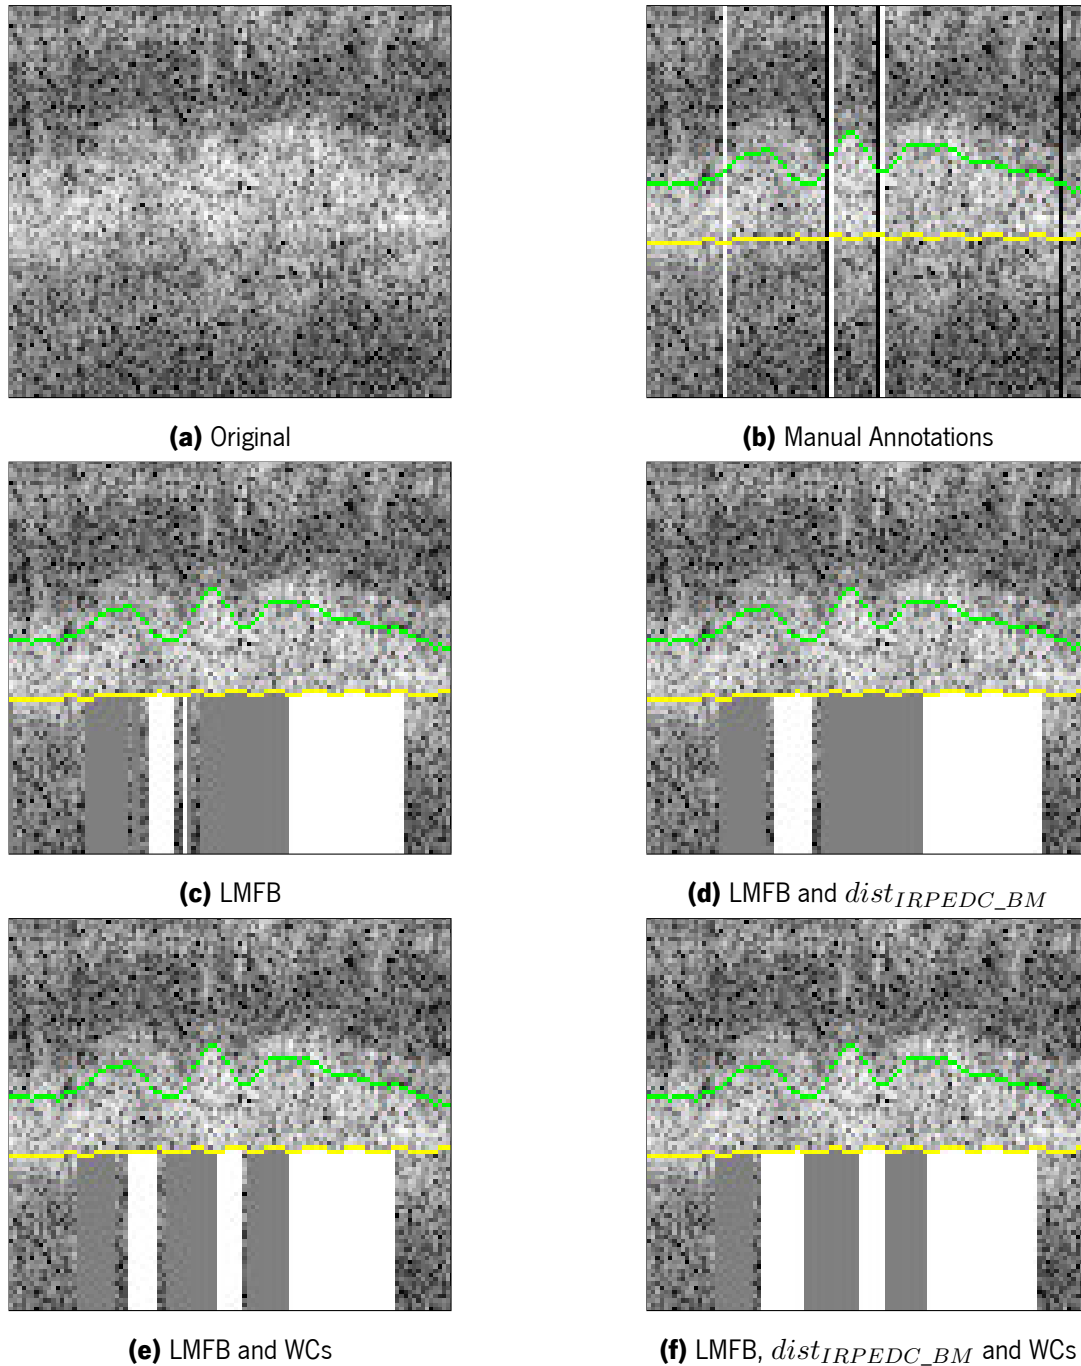 (a) Original
(b) Manual Annotations
(c) LMFB
(d) LMFB and dist_{IRPEDC_BM}
(e) LMFB and WCs
(f) LMFB, dist_{IRPEDC_BM} and WCs